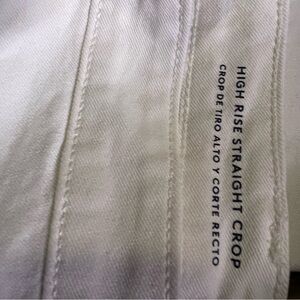 HIGH RISE STRAIGHT CROP
CROP DE TIRO ALTO Y CORTE RECTO